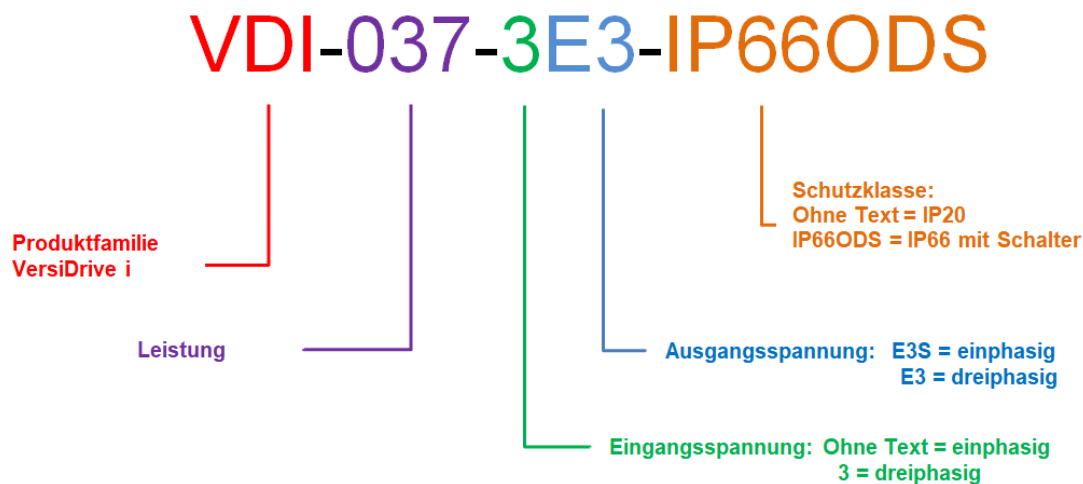 VDI-037-3E3-IP66ODS
Schutzklasse:
Ohne Text = IP20
IP66ODS = IP66 mit Schalter
Produktfamilie
VersiDrive i
Leistung
Ausgangsspannung: E3S = einphasig
E3 = dreiphasig
Eingangsspannung: Ohne Text = einphasig
3 = dreiphasig